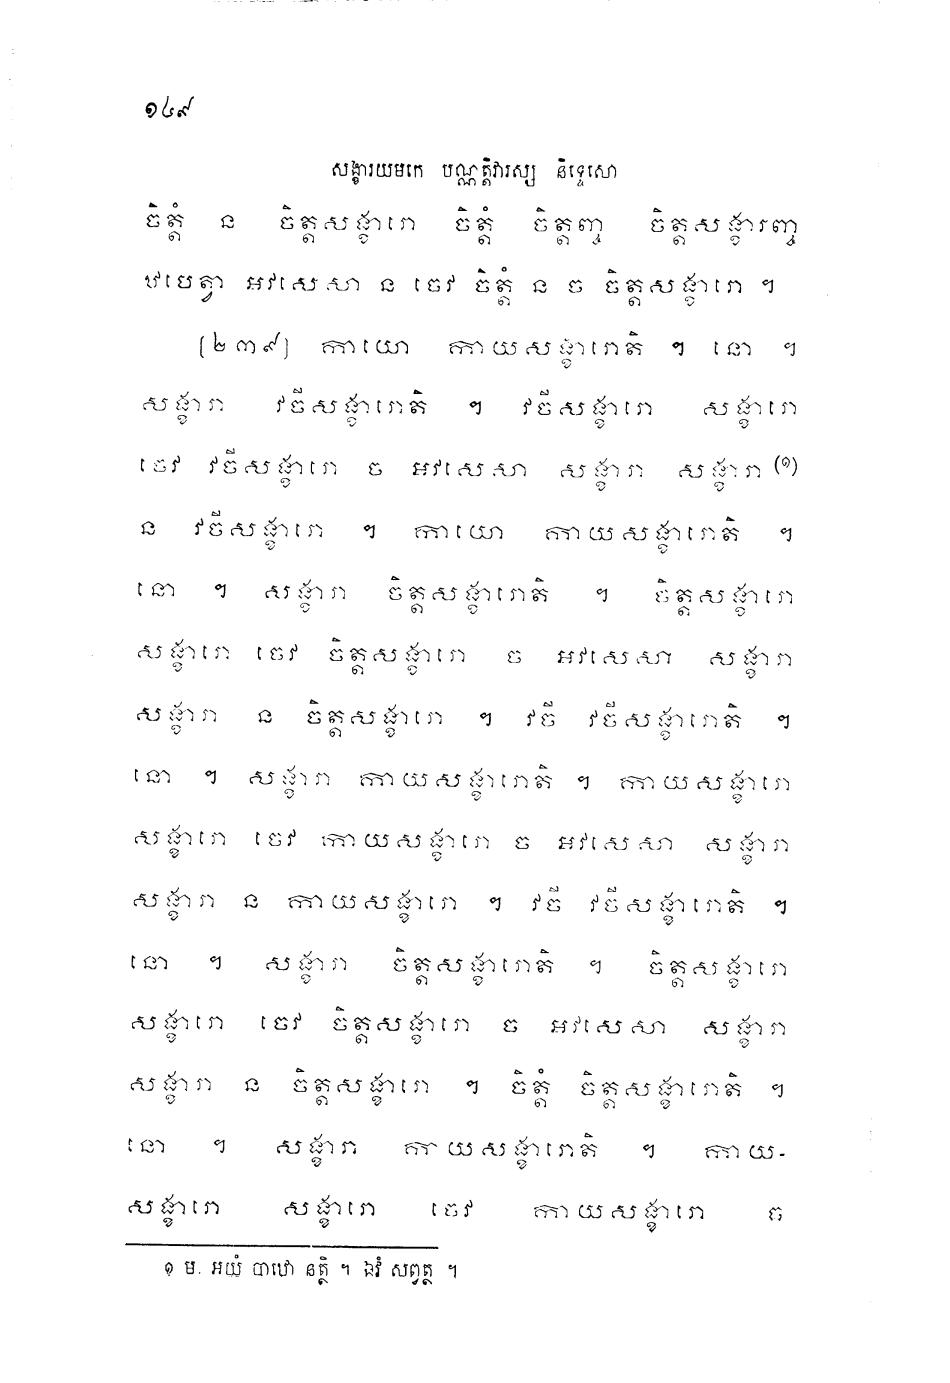 ១៤៩
សង្ខារយមកេ បណ្ណត្តិវារស្ស និទ្ទេសោ
ចិត្តំ ន ចិត្តសង្ខារោ ចិត្តំ ចិត្តញ្ច ចិត្តសង្ខារញ្ច
ឋបេត្វា អវសេសា ន ចេវ ចិត្តំ ន ច ចិត្តសង្ខារោ ។
[២៣៩] កាយោ កាយសង្ខារោតិ ។ នោ ។
សង្ខារា វចីសង្ខារោតិ ។ វចីសង្ខារោ សង្ខារោ
ចេវ វចីសង្ខារោ ច អវសេសា សង្ខារា សង្ខារា (១)
ន វចីសង្ខារោ ។ កាយោ កាយសង្ខារោតិ ។
នោ ។ សង្ខារា ចិត្តសង្ខារោតិ ។ ចិត្តសង្ខារោ
សង្ខារោ ចេវ ចិត្តសង្ខារោ ច អវសេសា សង្ខារា
សង្ខារា ន ចិត្តសង្ខារោ ។ វចី វចីសង្ខារោតិ ។
នោ ។ សង្ខារា កាយសង្ខារោតិ ។ កាយសង្ខារោ
សង្ខារោ ចេវ កាយសង្ខារោ ច អវសេសា សង្ខារា
សង្ខារា ន កាយសង្ខារោ ។ វចី វចីសង្ខារោតិ ។
នោ ។ សង្ខារា ចិត្តសង្ខារោតិ ។ ចិត្តសង្ខារោ
សង្ខារោ ចេវ ចិត្តសង្ខារោ ច អវសេសា សង្ខារា
សង្ខារា ន ចិត្តសង្ខារោ ។ ចិត្តំ ចិត្តសង្ខារោតិ ។
នោ ។ សង្ខារា កាយសង្ខារោតិ ។ កាយ-
សង្ខារោ សង្ខារោ ចេវ កាយសង្ខារោ ច
១ ម. អយំ បាឋោ នត្ថិ ។ ឯវំ សព្វត្ថ ។